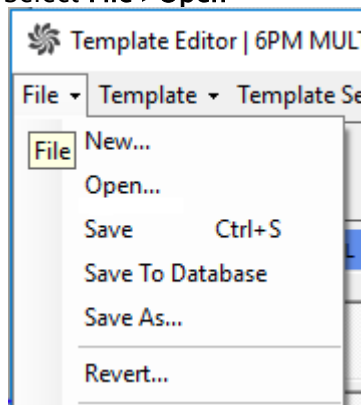 Select File > Open
Template Editor | 6PM MUL
File Template Template Se
File
New...
Open...
Save Ctrl+S
Save To Database
Save As...
Revert...